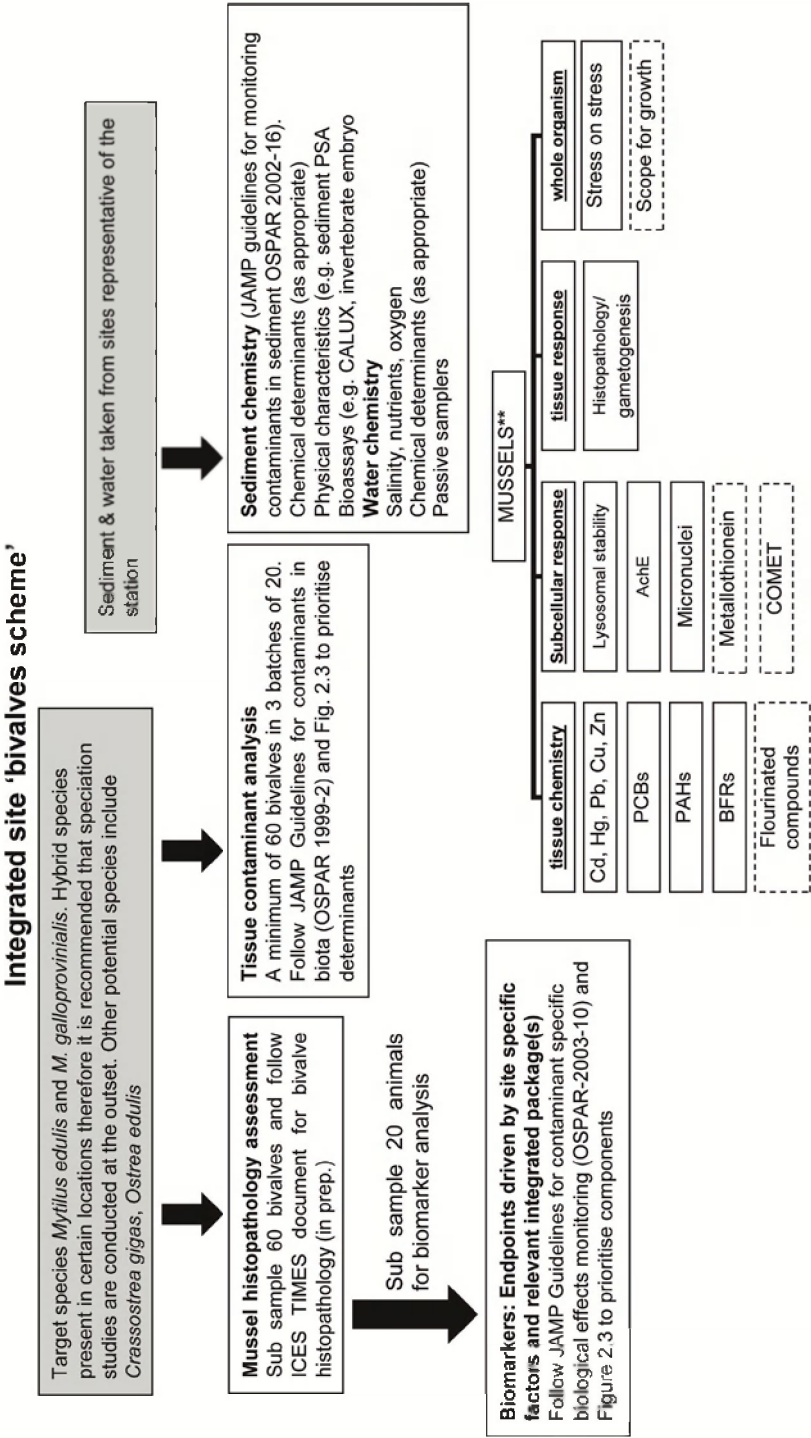 Integrated site 'bivalves scheme'
Target species Mytilus edulis and M. galloprovinialis. Hybrid species
present in certain locations therefore it is recommended that speciation
studies are conducted at the outset. Other potential species include
Crassostrea gigas, Ostrea edulis
Sediment & water taken from sites representative of the
station
Mussel histopathology assessment
Sub sample 60 bivalves and follow
ICES TIMES document for bivalve
histopathology (in prep.)
Tissue contaminant analysis
A minimum of 60 bivalves in 3 batches of 20.
Follow JAMP Guidelines for contaminants in
biota (OSPAR 1999-2) and Fig. 2.3 to prioritise
determinants
Sediment chemistry (JAMP guidelines for monitoring
contaminants in sediment OSPAR 2002-16).
Chemical determinants (as appropriate)
Physical characteristics (e.g. sediment PSA
Bioassays (e.g. CALUX, invertebrate embryo
Water chemistry
Salinity, nutrients, oxygen
Chemical determinants (as appropriate)
Passive samplers
Sub sample 20 animals
for biomarker analysis
Biomarkers: Endpoints driven by site specific
factors and relevant integrated package(s)
Follow JAMP Guidelines for contaminant specific
biological effects monitoring (OSPAR-2003-10) and
Figure 2.3 to prioritise components
MUSSELS**
tissue chemistry
Cd, Hg, Pb, Cu, Zn
PCBs
PAHs
BFRs
Flourinated
compounds
Subcellular response
Lysosomal stability
AchE
Micronuclei
Metallothionein
COMET
tissue response
Histopathology/
gametogenesis
whole organism
Stress on stress
Scope for growth